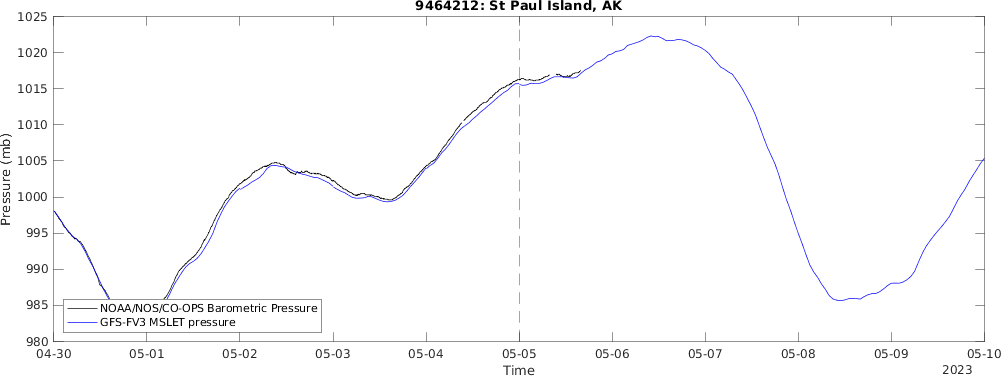 9464212: St Paul Island, AK
Pressure (mb)
1025
1020
1015
1010
1005
1000
995
990
985
980
NOAA/NOS/CO-OPS Barometric Pressure
GFS-FV3 MSLET pressure
04-30 05-01 05-02 05-03 05-04 05-05 05-06 05-07 05-08 05-09 05-10
Time
2023